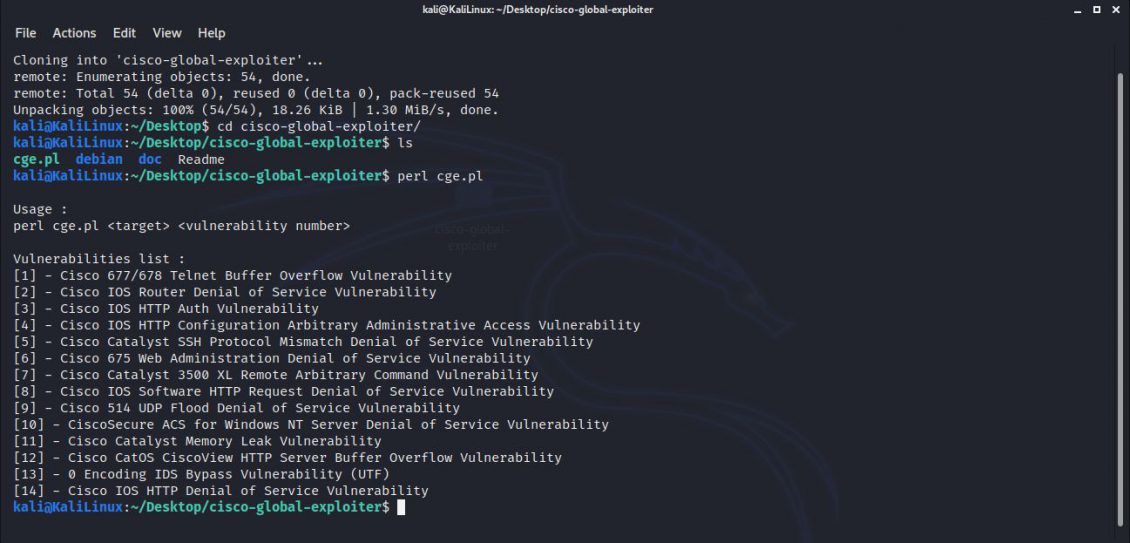 kali@KaliLinux: ~/Desktop/cisco-global-exploiter
File Actions Edit View Help
Cloning into 'cisco-global-exploiter'...
remote: Enumerating objects: 54, done.
remote: Total 54 (delta 0), reused 0 (delta 0), pack-reused 54
Unpacking objects: 100% (54/54), 18.26 KiB | 1.30 MiB/s, done.
kali@KaliLinux:~/Desktop$ cd cisco-global-exploiter/
kali@KaliLinux:~/Desktop/cisco-global-exploiter$ ls
cge.pl debian doc Readme
kali@KaliLinux:~/Desktop/cisco-global-exploiter$ perl cge.pl
Usage :
perl cge.pl <target> <vulnerability number>
cisco-global-
exploiter
Vulnerabilities list :
[1] - Cisco 677/678 Telnet Buffer Overflow Vulnerability
[2] - Cisco IOS Router Denial of Service Vulnerability
[3] - Cisco IOS HTTP Auth Vulnerability
[4] - Cisco IOS HTTP Configuration Arbitrary Administrative Access Vulnerability
[5] - Cisco Catalyst SSH Protocol Mismatch Denial of Service Vulnerability
[6] - Cisco 675 Web Administration Denial of Service Vulnerability
[7] - Cisco Catalyst 3500 XL Remote Arbitrary Command Vulnerability
[8] - Cisco IOS Software HTTP Request Denial of Service Vulnerability
[9] - Cisco 514 UDP Flood Denial of Service Vulnerability
[10] - CiscoSecure ACS for Windows NT Server Denial of Service Vulnerability
[11] - Cisco Catalyst Memory Leak Vulnerability
[12] - Cisco CatOS CiscoView HTTP Server Buffer Overflow Vulnerability
[13] - 0 Encoding IDS Bypass Vulnerability (UTF)
[14] - Cisco IOS HTTP Denial of Service Vulnerability
kali@KaliLinux:~/Desktop/cisco-global-exploiter$